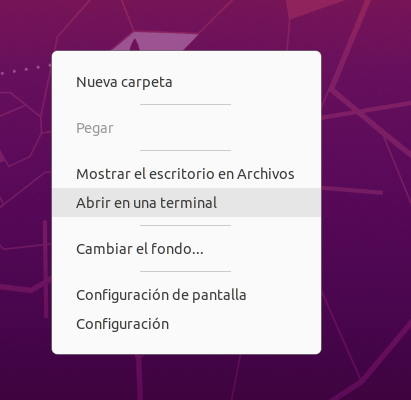 Nueva carpeta
Pegar
Mostrar el escritorio en Archivos
Abrir en una terminal
Cambiar el fondo...
Configuración de pantalla
Configuración